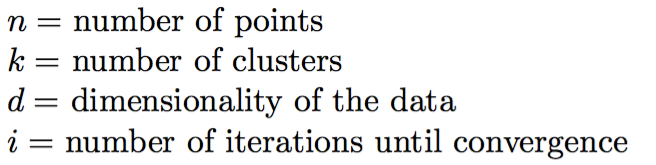 n = number of points
k = number of clusters
d = dimensionality of the data
i = number of iterations until convergence